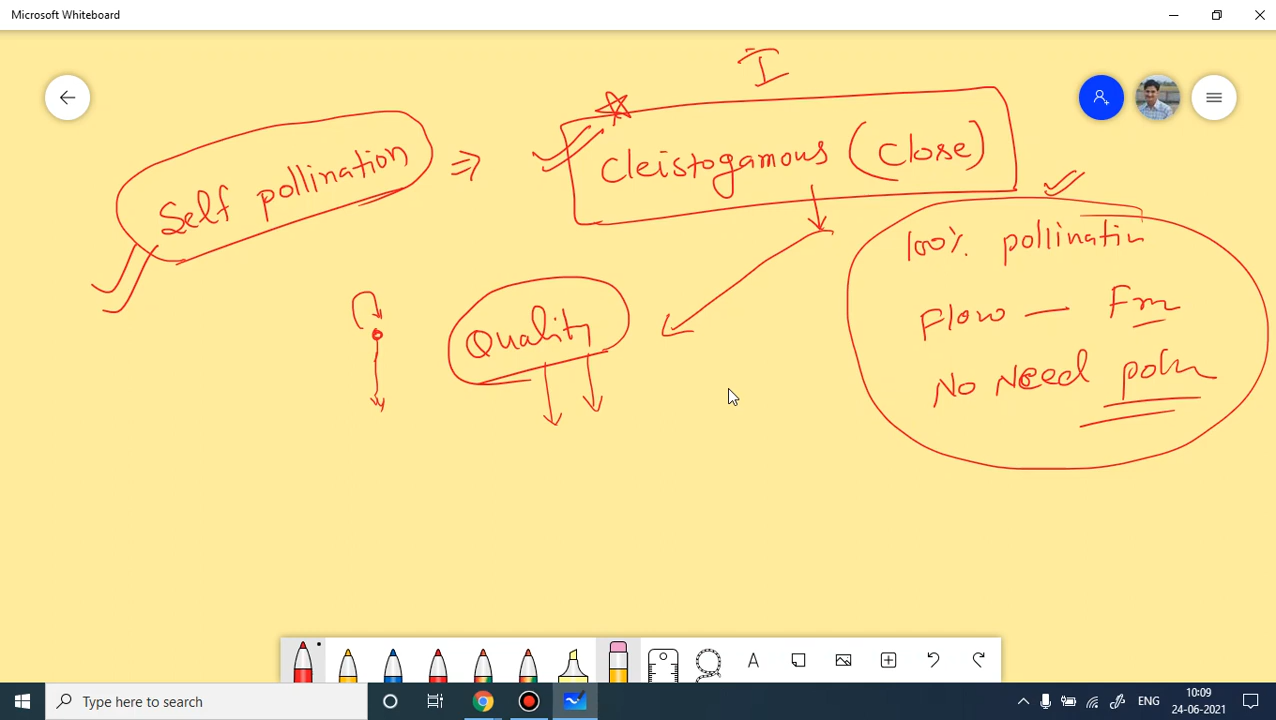 Microsoft Whiteboard
I
Self pollination ⇒ Cleistogamous (close)
100% pollinatin
Flow — Frn
Quality
No Need poln
Type here to search
A
ENG
10:09
24-06-2021